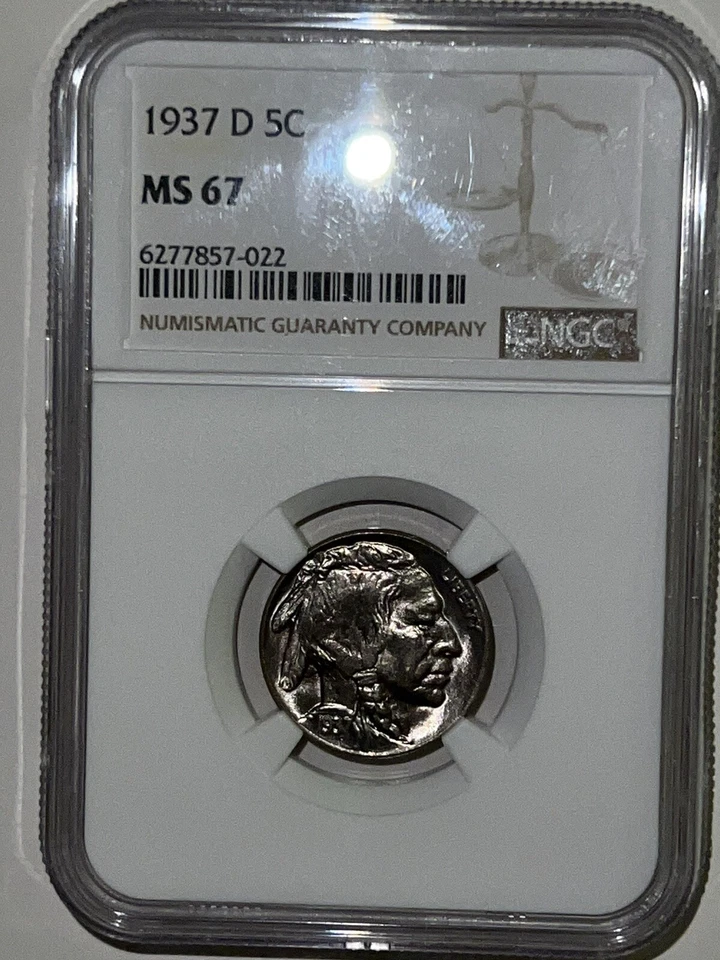 1937 D 5C
MS 67
6277857-022
NUMISMATIC GUARANTY COMPANY
NGC
LIBERTY